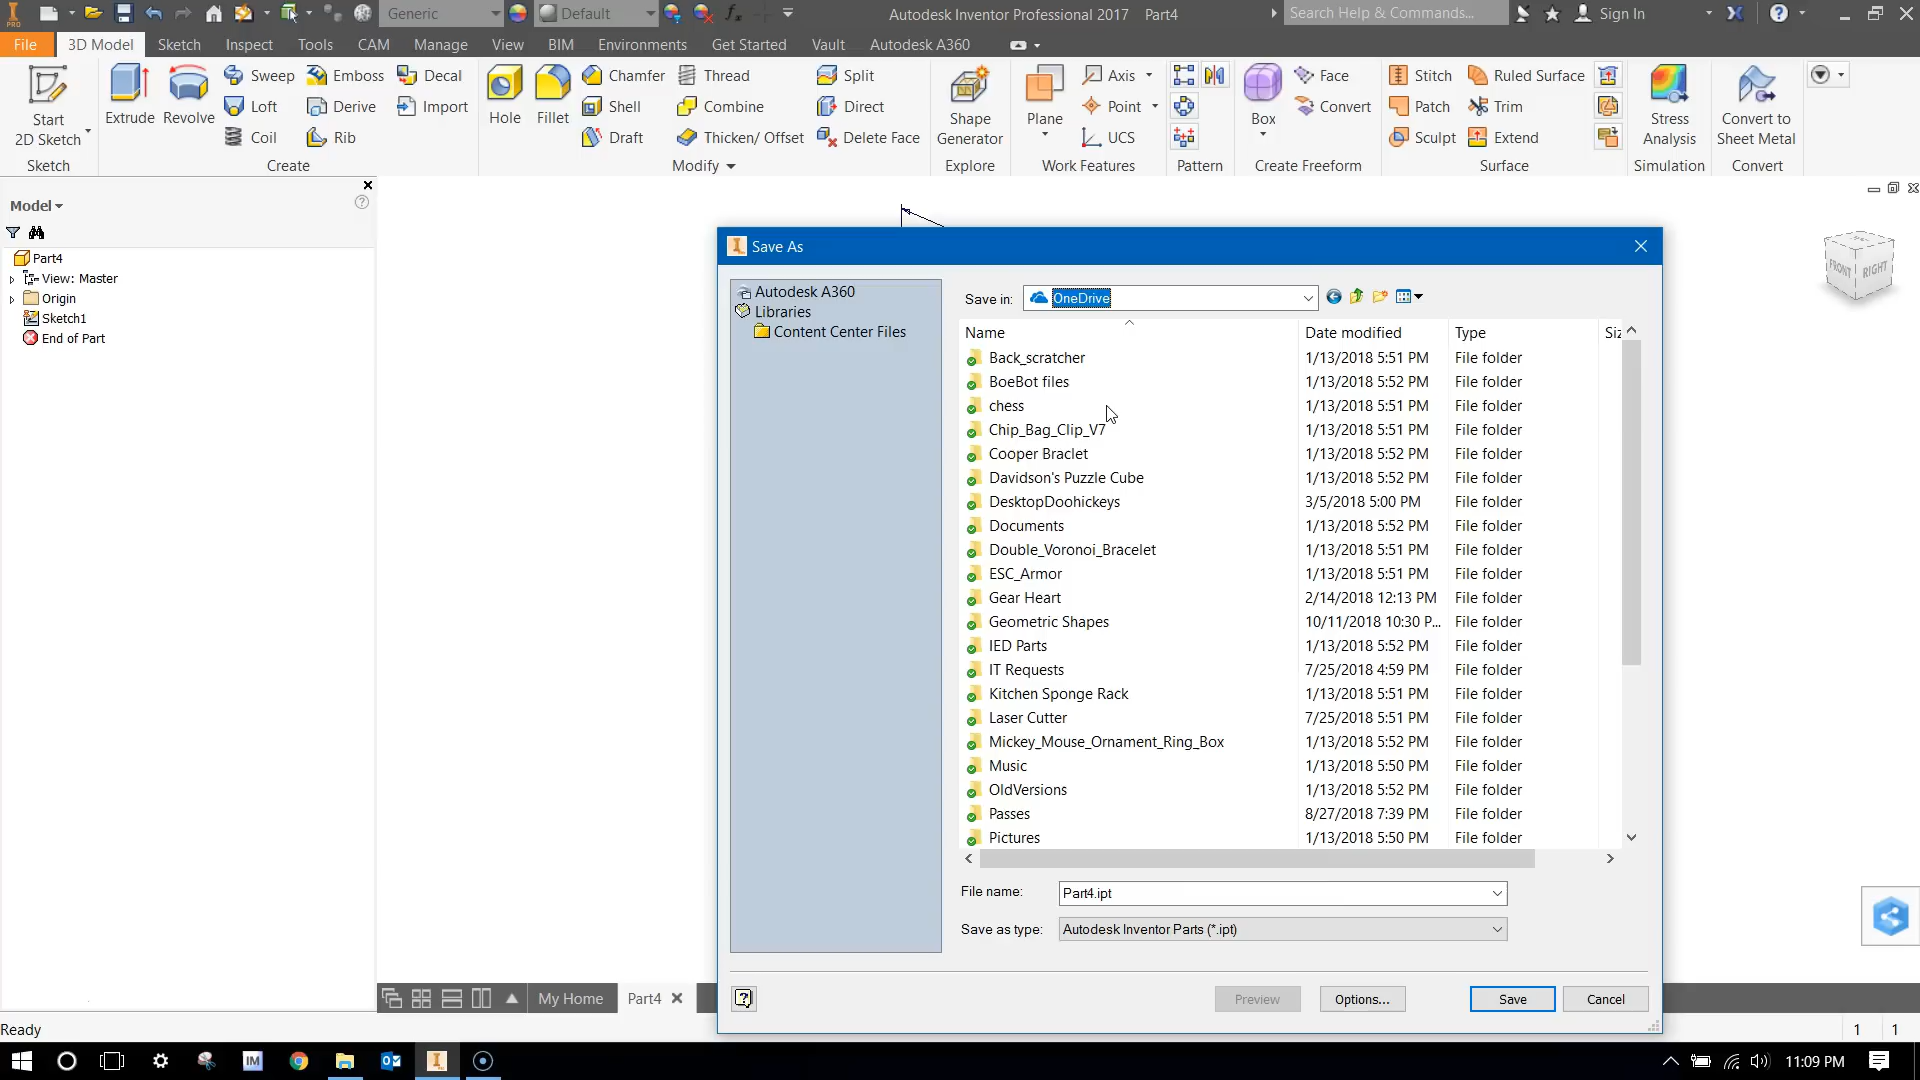 Generic
Default
Autodesk Inventor Professional 2017 Part4
Search Help & Commands...
Sign In
File 3D Model Sketch Inspect Tools CAM Manage View BIM Environments Get Started Vault Autodesk A360
Start
2D Sketch
Sketch
Extrude
Revolve
Sweep
Loft
Coil
Emboss
Derive
Rib
Decal
Import
Create
Hole
Fillet
Chamfer
Shell
Draft
Thread
Combine
Thicken/ Offset
Split
Direct
Delete Face
Modify
Shape
Generator
Explore
Plane
Axis
Point
UCS
Work Features
Pattern
Box
Face
Convert
Create Freeform
Stitch
Patch
Sculpt
Ruled Surface
Trim
Extend
Surface
Stress
Analysis
Simulation
Convert to
Sheet Metal
Convert
Model
Part4
View: Master
Origin
Sketch1
End of Part
FRONT RIGHT
Save As
Autodesk A360
Libraries
Content Center Files
Save in: OneDrive
Name Date modified Type Siz
Back_scratcher 1/13/2018 5:51 PM File folder
BoeBot files 1/13/2018 5:52 PM File folder
chess 1/13/2018 5:51 PM File folder
Chip_Bag_Clip_V7 1/13/2018 5:51 PM File folder
Cooper Braclet 1/13/2018 5:52 PM File folder
Davidson's Puzzle Cube 1/13/2018 5:52 PM File folder
DesktopDoohickeys 3/5/2018 5:00 PM File folder
Documents 1/13/2018 5:52 PM File folder
Double_Voronoi_Bracelet 1/13/2018 5:51 PM File folder
ESC_Armor 1/13/2018 5:51 PM File folder
Gear Heart 2/14/2018 12:13 PM File folder
Geometric Shapes 10/11/2018 10:30 P... File folder
IED Parts 1/13/2018 5:52 PM File folder
IT Requests 7/25/2018 4:59 PM File folder
Kitchen Sponge Rack 1/13/2018 5:51 PM File folder
Laser Cutter 7/25/2018 5:51 PM File folder
Mickey_Mouse_Ornament_Ring_Box 1/13/2018 5:52 PM File folder
Music 1/13/2018 5:50 PM File folder
OldVersions 1/13/2018 5:52 PM File folder
Passes 8/27/2018 7:39 PM File folder
Pictures 1/13/2018 5:50 PM File folder
File name: Part4.ipt
Save as type: Autodesk Inventor Parts (*.ipt)
Preview Options... Save Cancel
My Home Part4
Ready 1 1
IM
11:09 PM